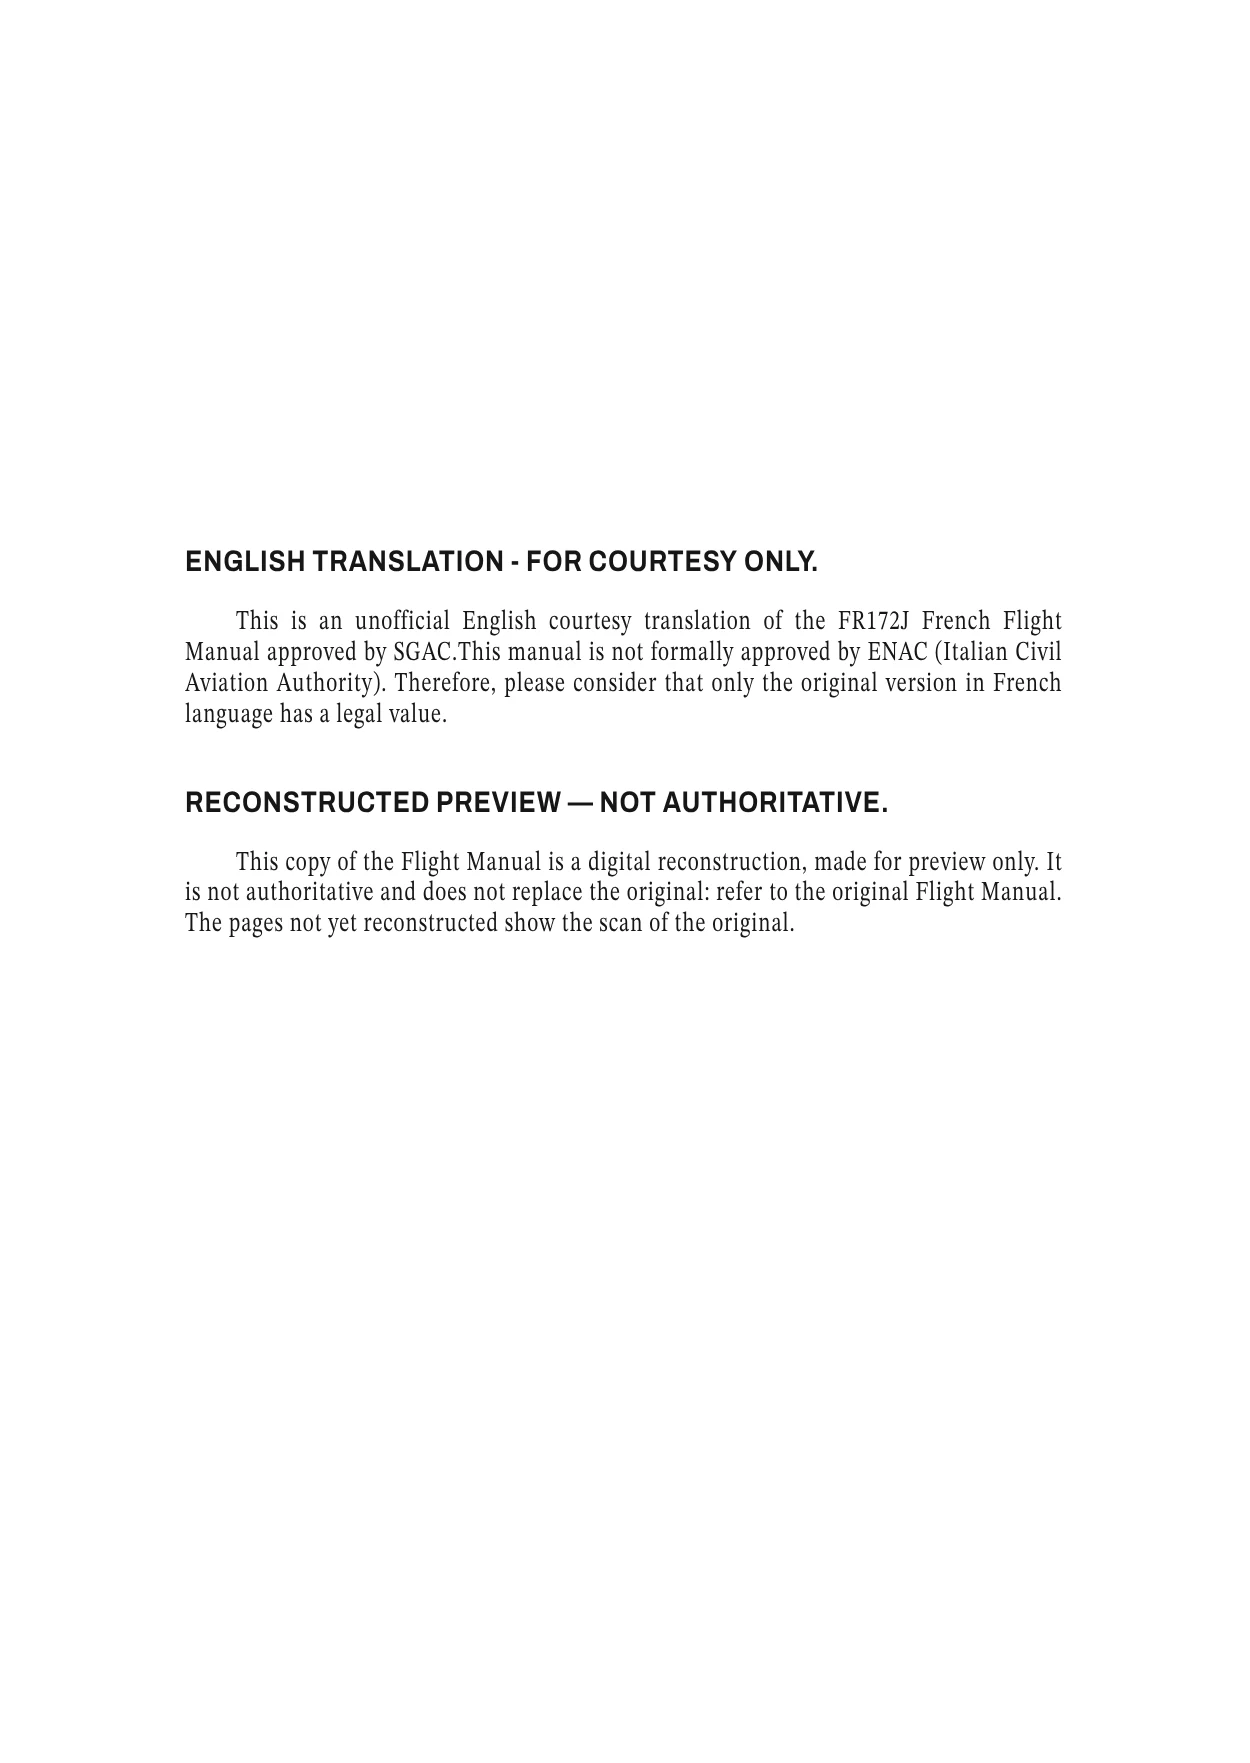 ENGLISH TRANSLATION - FOR COURTESY ONLY.
This is an unofficial English courtesy translation of the FR172J French Flight
Manual approved by SGAC.This manual is not formally approved by ENAC (Italian Civil
Aviation Authority). Therefore, please consider that only the original version in French
language has a legal value.
RECONSTRUCTED PREVIEW — NOT AUTHORITATIVE.
This copy of the Flight Manual is a digital reconstruction, made for preview only. It
is not authoritative and does not replace the original: refer to the original Flight Manual.
The pages not yet reconstructed show the scan of the original.